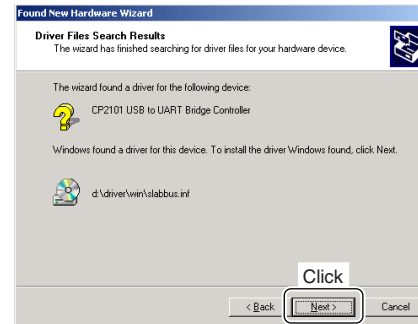 Found New Hardware Wizard
Driver Files Search Results
The wizard has finished searching for driver files for your hardware device.
The wizard found a driver for the following device:
CP2101 USB to UART Bridge Controller
Windows found a driver for this device. To install the driver Windows found, click Next.
d:\driver\win\slabbus.inf
Click
< Back
Next >
Cancel